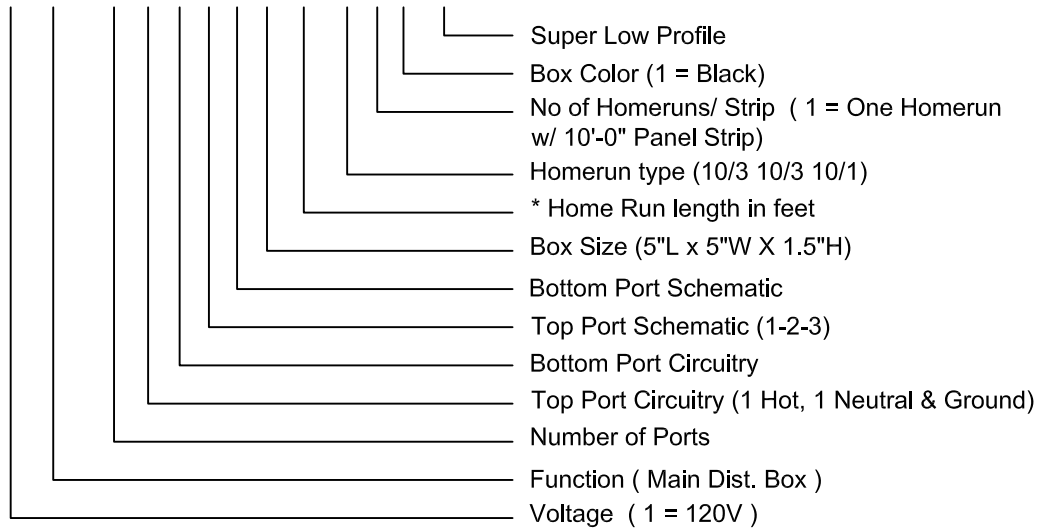 Super Low Profile
Box Color (1 = Black)
No of Homeruns/ Strip ( 1 = One Homerun
w/ 10'-0" Panel Strip)
Homerun type (10/3 10/3 10/1)
* Home Run length in feet
Box Size (5"L x 5"W X 1.5"H)
Bottom Port Schematic
Top Port Schematic (1-2-3)
Bottom Port Circuitry
Top Port Circuitry (1 Hot, 1 Neutral & Ground)
Number of Ports
Function ( Main Dist. Box )
Voltage ( 1 = 120V )